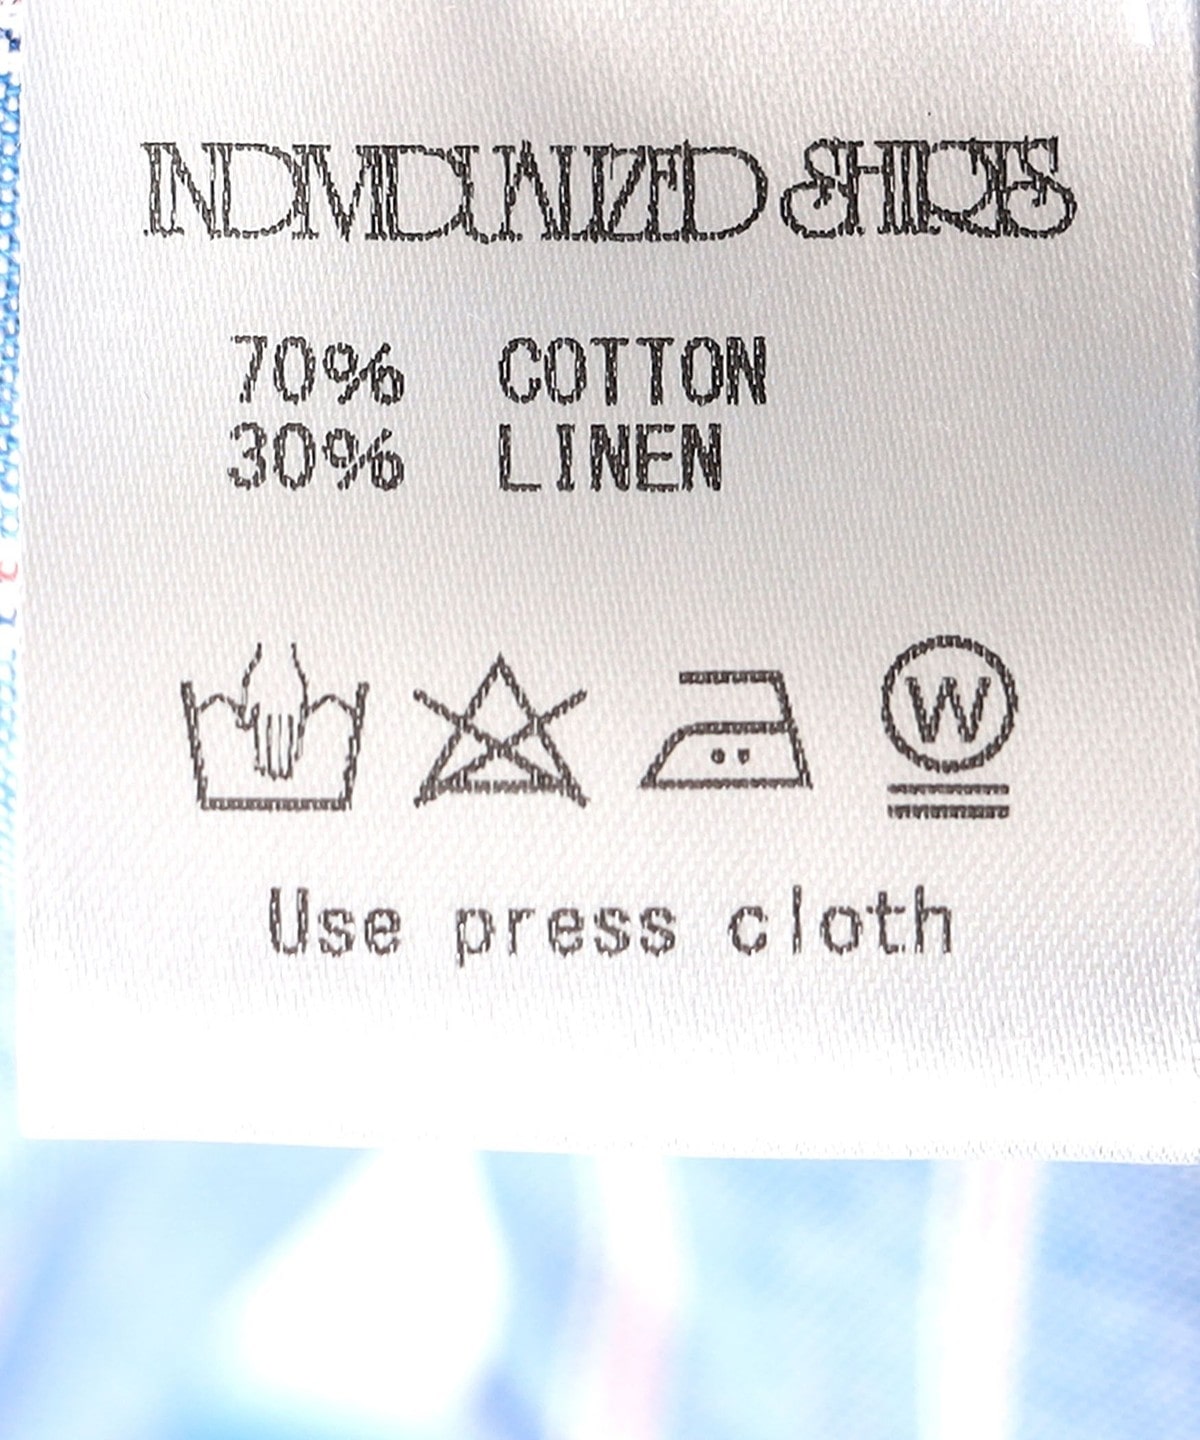 INDIVIDUALIZED SHIRTS
70% COTTON
30% LINEN
W
Use press cloth